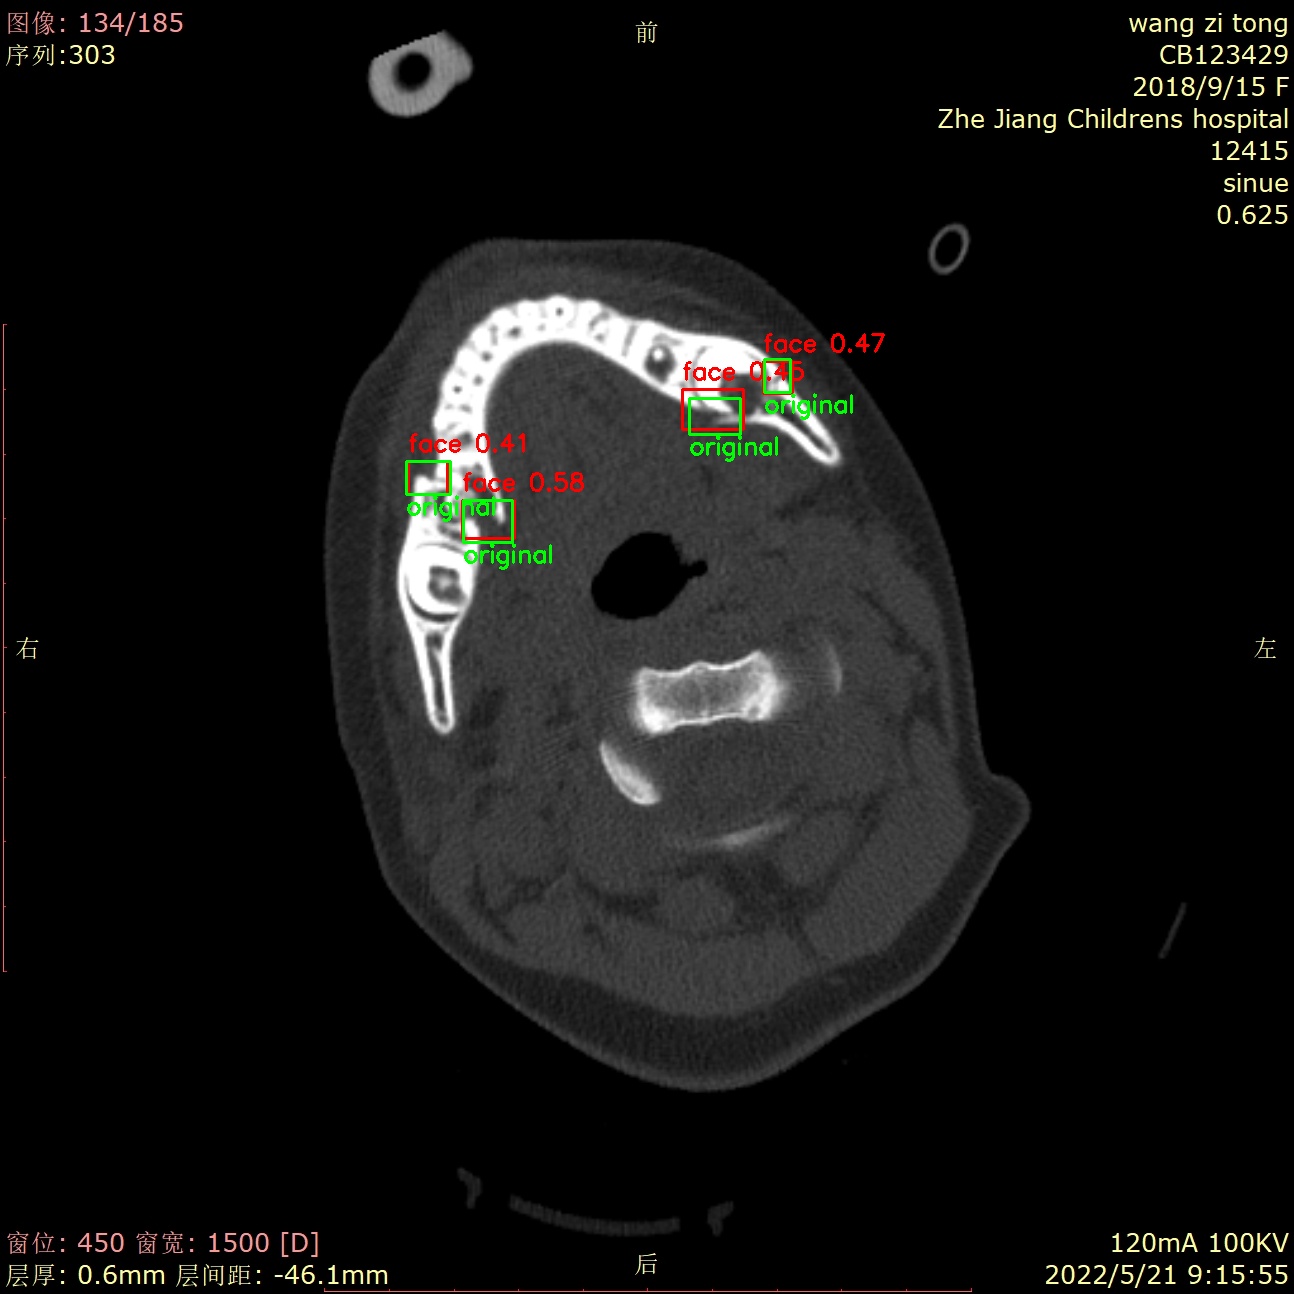 图像: 134/185
序列:303
前
wang zi tong
CB123429
2018/9/15 F
Zhe Jiang Childrens hospital
12415
sinue
0.625
face 0.47
face 0.45
original
original
face 0.41
face 0.58
original
original
右
左
窗位: 450 窗宽: 1500 [D]
层厚: 0.6mm 层间距: -46.1mm
后
120mA 100KV
2022/5/21 9:15:55